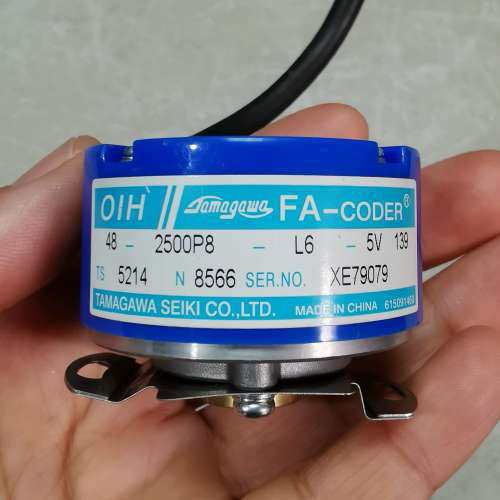 OIH Tamagawa FA-CODER®
48 - 2500P8 - L6 - 5V 139
TS 5214 N 8566 SER.NO. XE79079
TAMAGAWA SEIKI CO.,LTD. MADE IN CHINA